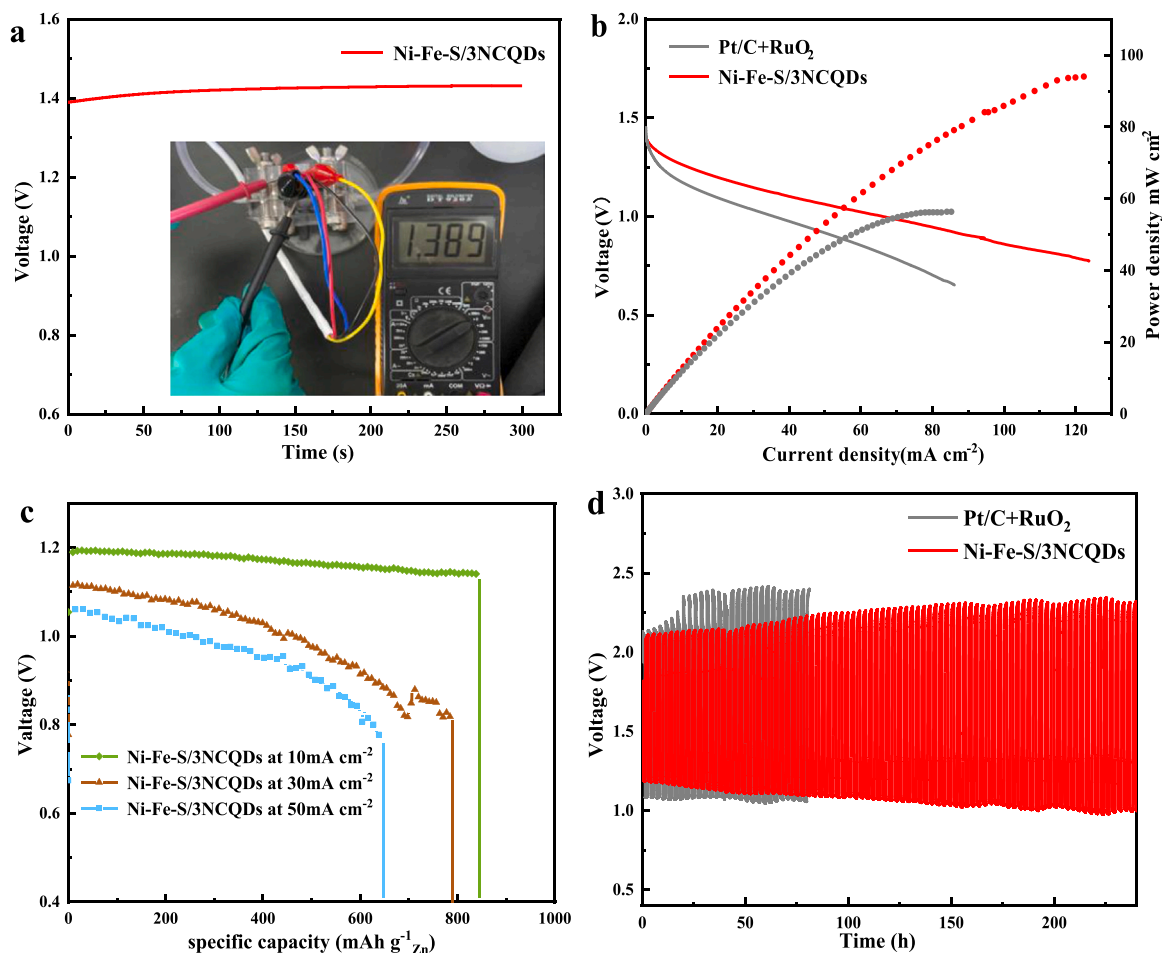 a
1.6
1.4
1.2
1.0
0.8
0.6
Voltage (V)
Ni-Fe-S/3NCQDs
1.389
CE
20A mA COM VΩ
0 50 100 150 200 250 300
Time (s)
b
2.0
1.5
1.0
0.5
0.0
Voltage (V)
Pt/C+RuO₂
Ni-Fe-S/3NCQDs
100
80
60
40
20
0
Power density mW cm⁻²
0 20 40 60 80 100 120
Current density(mA cm⁻²)
c
1.2
1.0
0.8
0.6
0.4
Valtage (V)
Ni-Fe-S/3NCQDs at 10mA cm⁻²
Ni-Fe-S/3NCQDs at 30mA cm⁻²
Ni-Fe-S/3NCQDs at 50mA cm⁻²
0 200 400 600 800 1000
specific capacity (mAh g⁻¹Zn)
d
3.0
2.5
2.0
1.5
1.0
0.5
Voltage (V)
Pt/C+RuO₂
Ni-Fe-S/3NCQDs
0 50 100 150 200
Time (h)